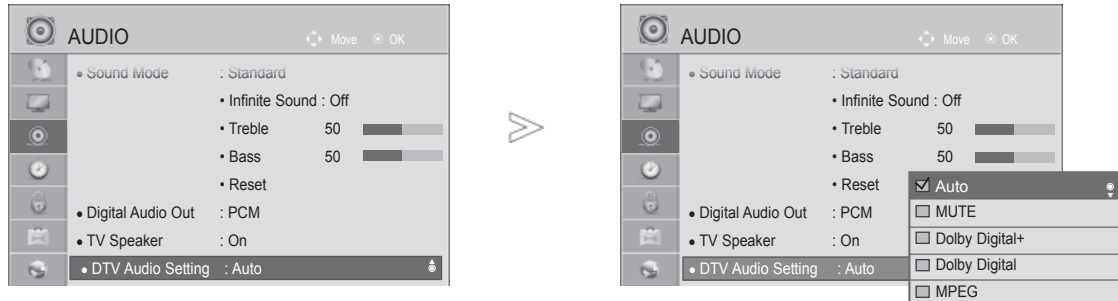 AUDIO
Move OK
• Sound Mode : Standard
• Infinite Sound : Off
• Treble 50
• Bass 50
• Reset
• Digital Audio Out : PCM
• TV Speaker : On
• DTV Audio Setting : Auto
AUDIO
Move OK
• Sound Mode : Standard
• Infinite Sound : Off
• Treble 50
• Bass 50
• Reset
• Digital Audio Out : PCM
• TV Speaker : On
• DTV Audio Setting : Auto
Auto
MUTE
Dolby Digital+
Dolby Digital
MPEG